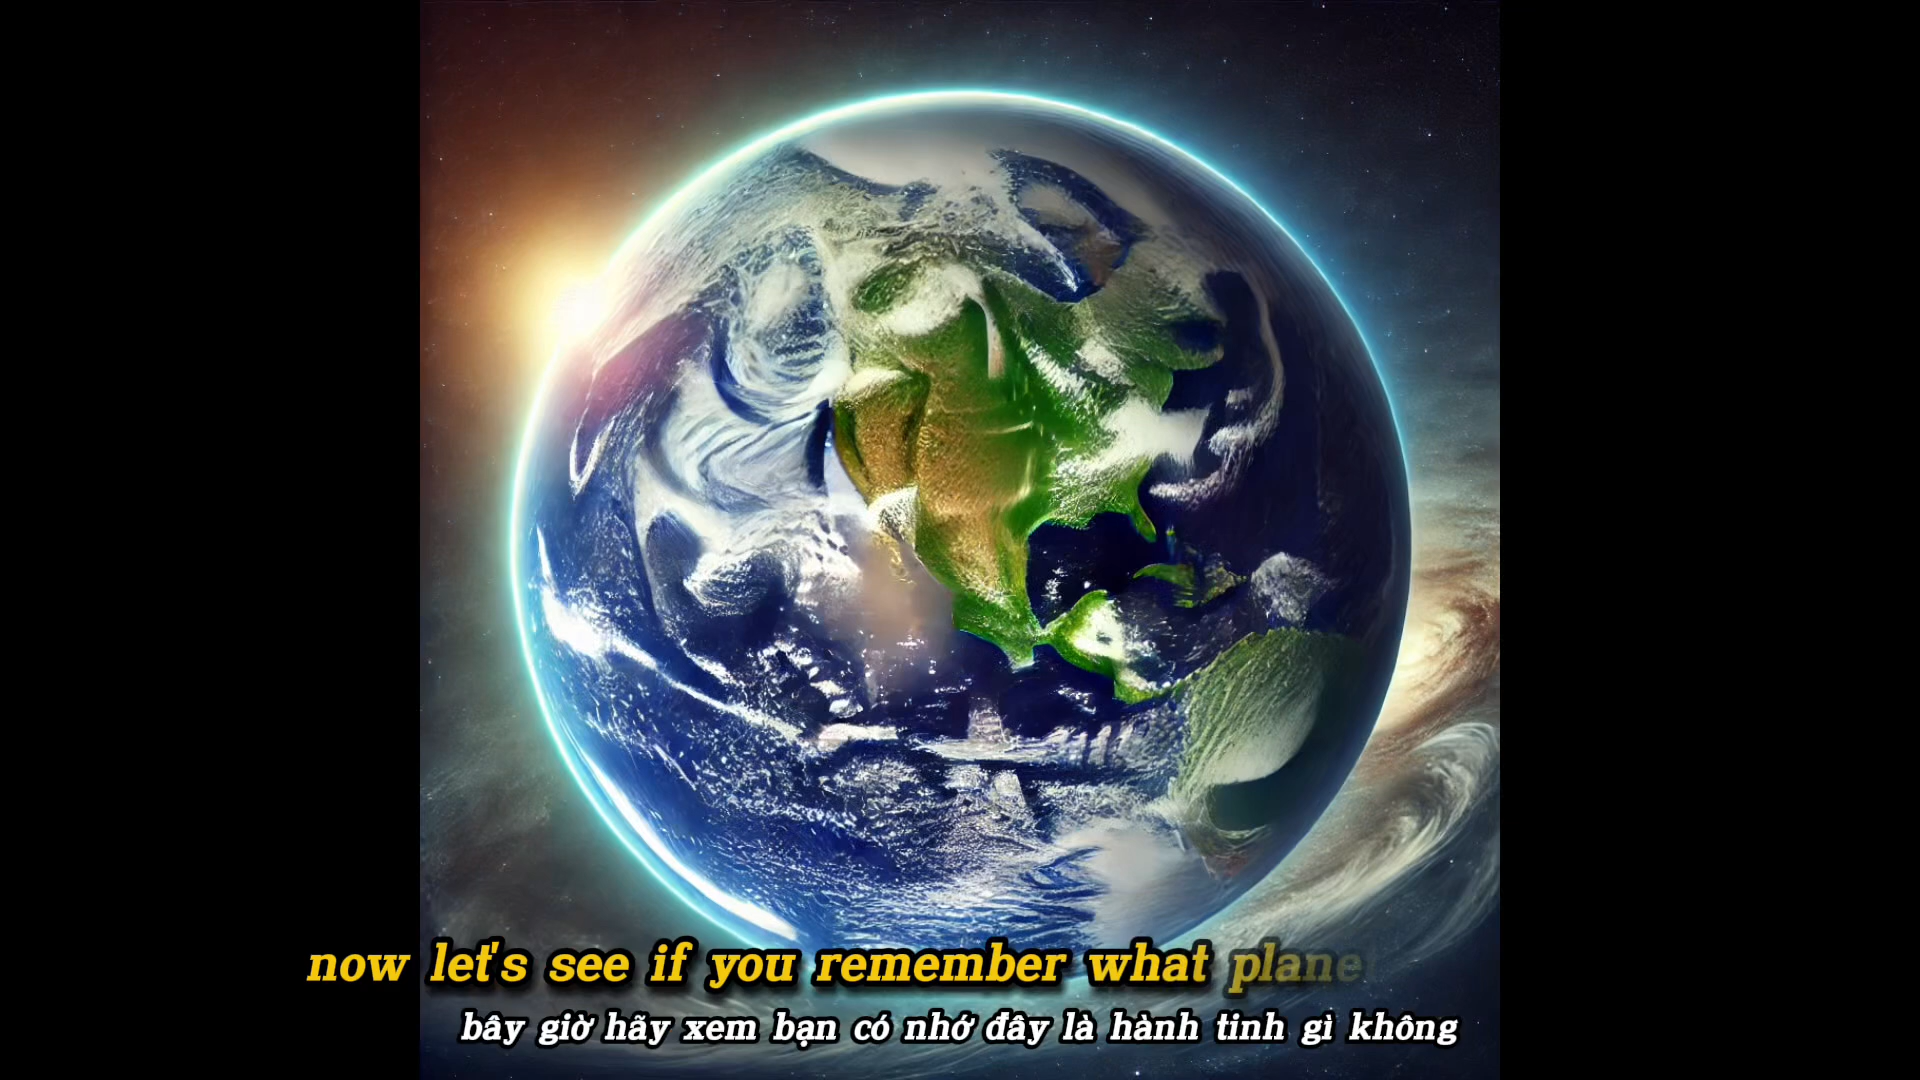 now let's see if you remember what plane
bây giờ hãy xem bạn có nhớ đây là hành tinh gì không